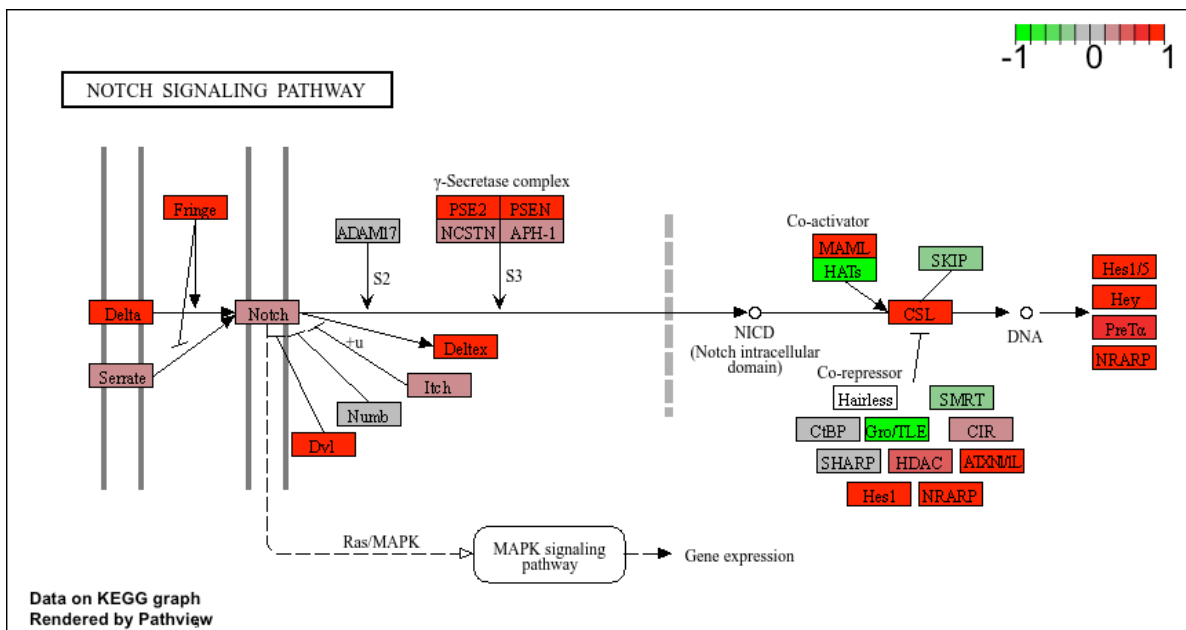 -1 0 1
NOTCH SIGNALING PATHWAY
γ-Secretase complex
Fringe
PSE2 PSEN
ADAM17
NCSTN APH-1
Co-activator
MAML
HATs
SKIP
S2
S3
Hes1/5
Hey
PreTα
NRARP
Delta
Notch
CSL
NICD
(Notch intracellular
domain)
DNA
+u
Deltex
Serrate
Itch
Numb
Dvl
Co-repressor
Hairless
SMRT
CtBP
Gro/TLE
CIR
SHARP
HDAC
ATXN1/1L
Hes1
NRARP
Ras/MAPK
MAPK signaling
pathway
Gene expression
Data on KEGG graph
Rendered by Pathview